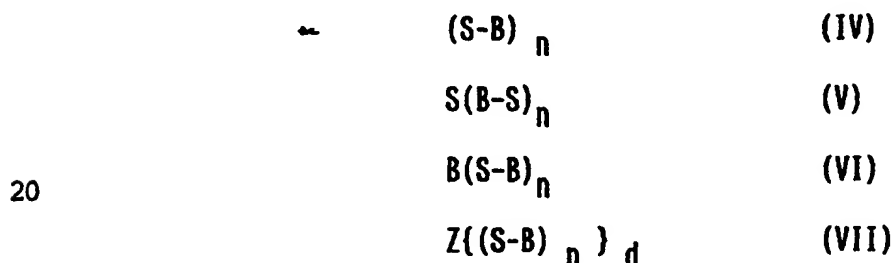 (S-B) n (IV)
S(B-S)n (V)
B(S-B)n (VI)
20
Z{(S-B) n } d (VII)